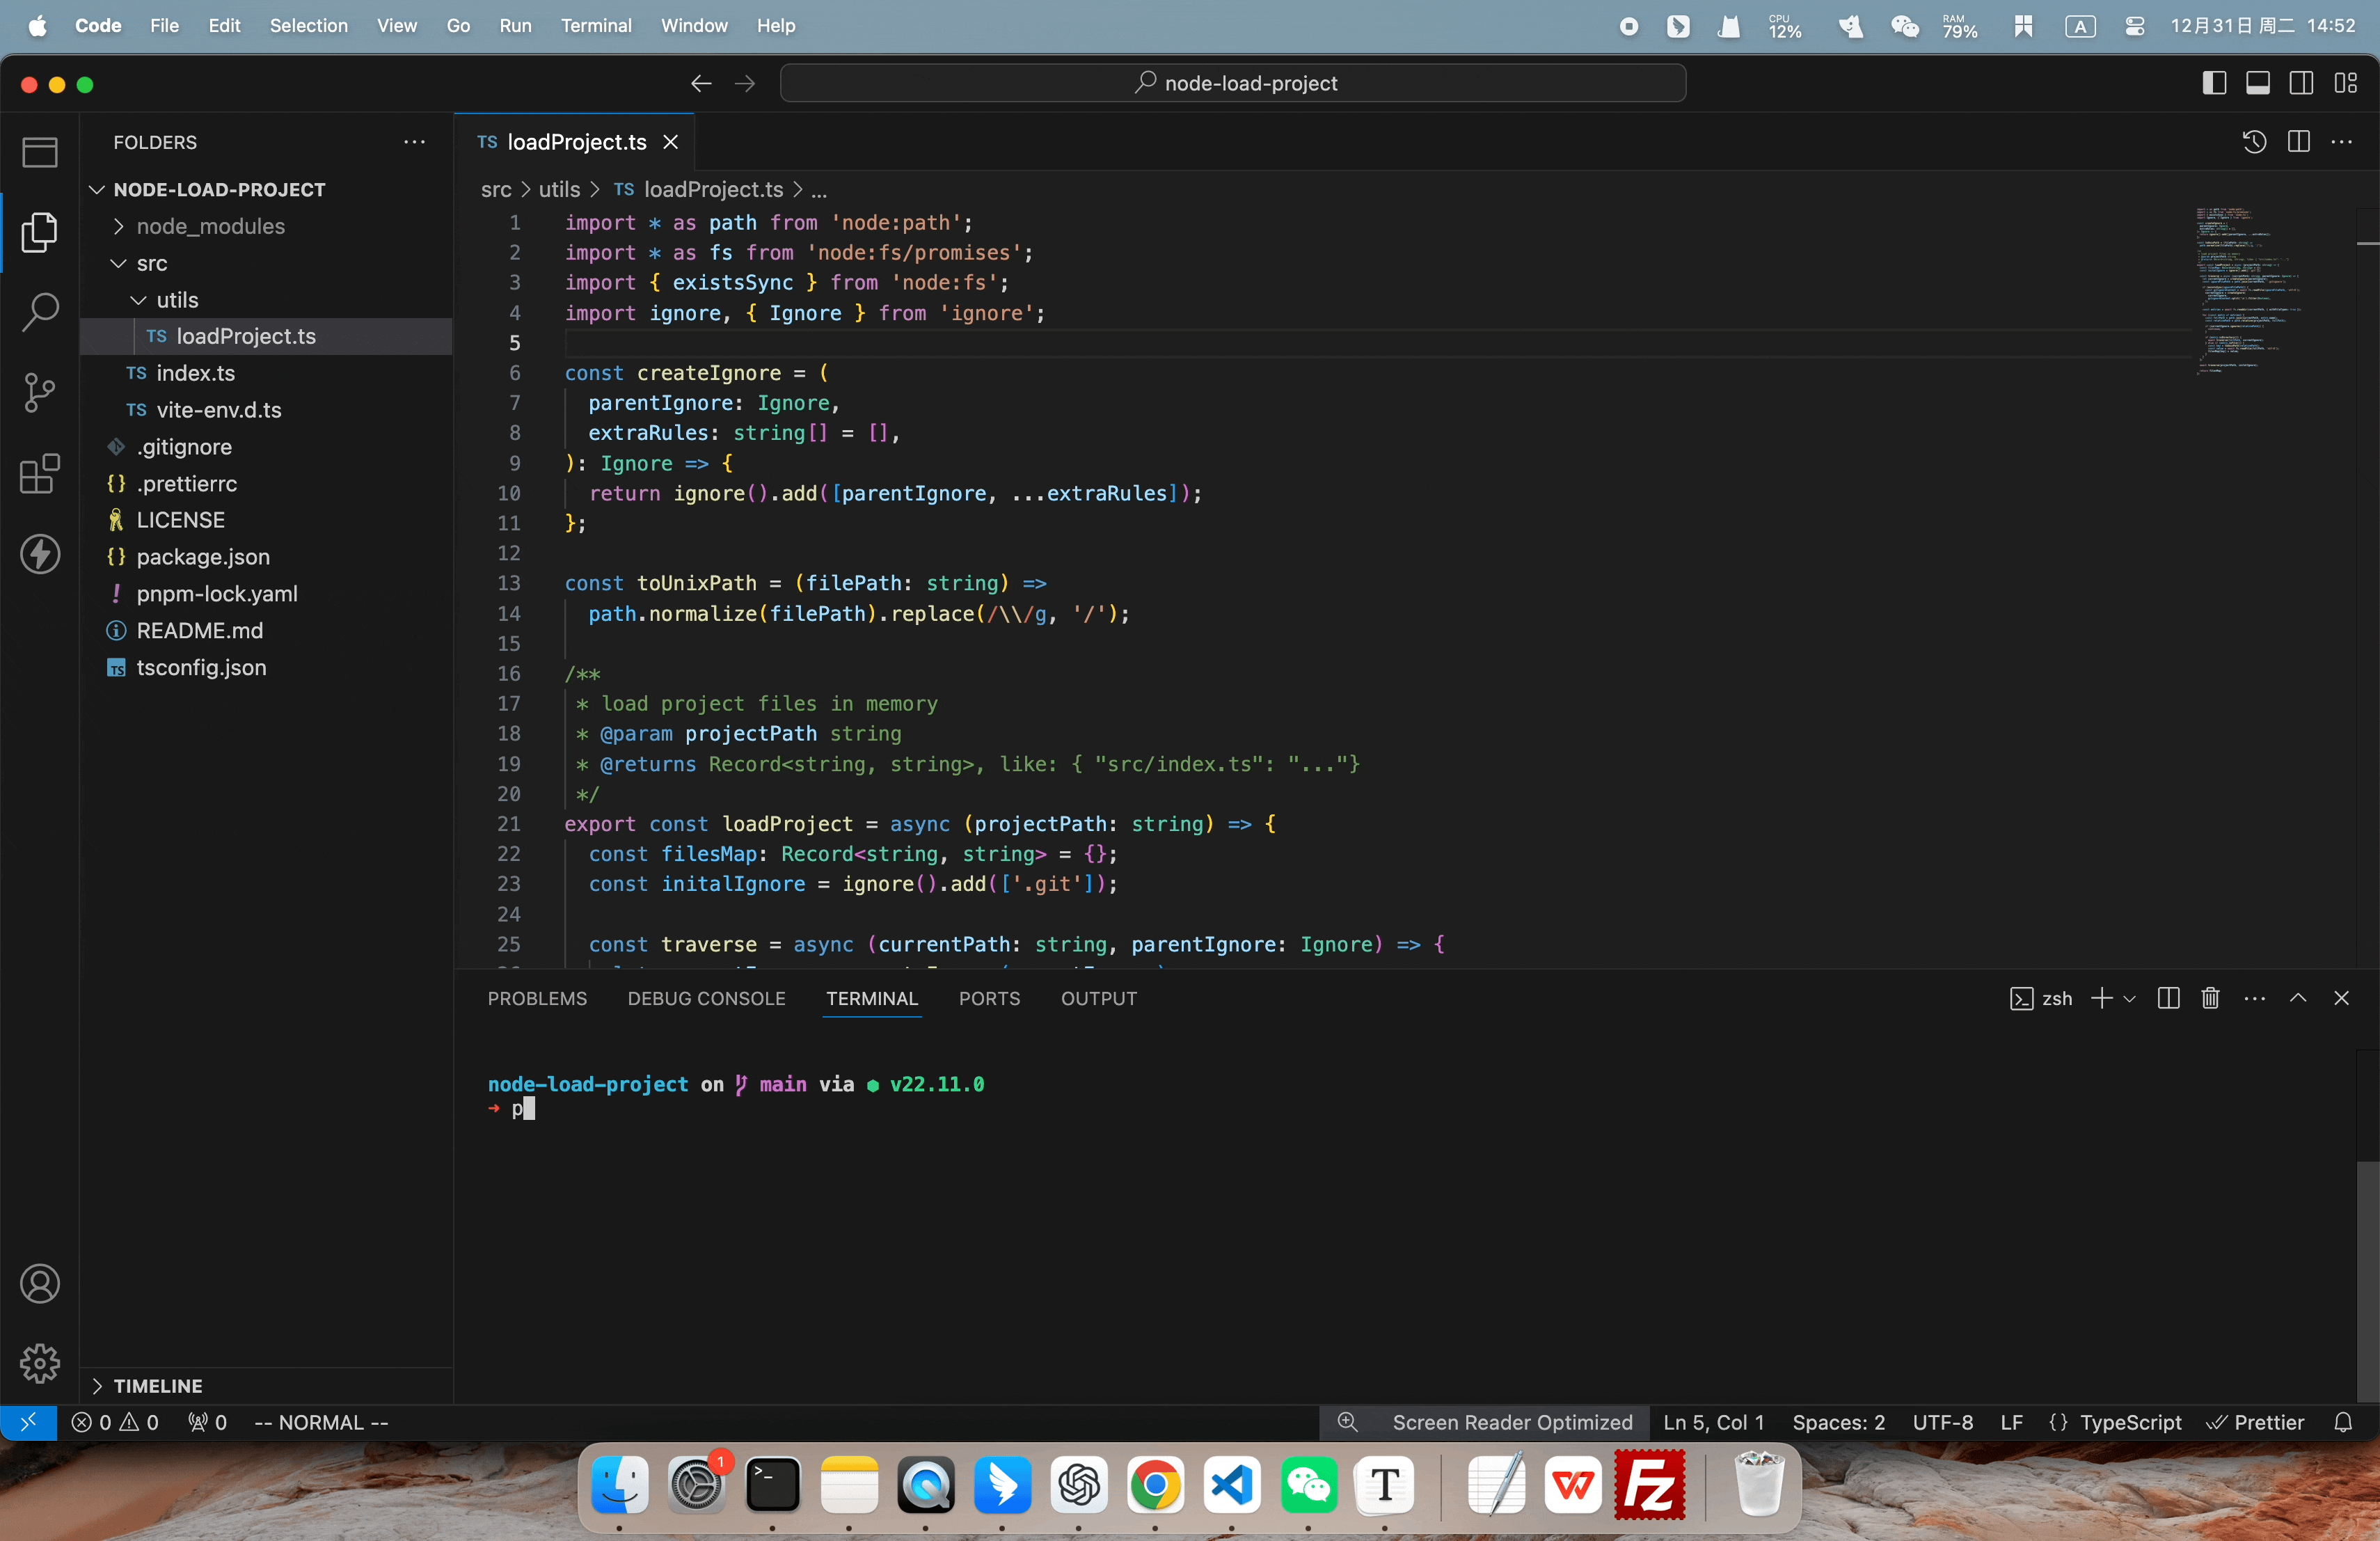 Code File Edit Selection View Go Run Terminal Window Help CPU 12% RAM 79% A 12月31日 周二 14:52
node-load-project
FOLDERS
NODE-LOAD-PROJECT
node_modules
src
utils
TS loadProject.ts
TS index.ts
TS vite-env.d.ts
.gitignore
{} .prettierrc
LICENSE
{} package.json
! pnpm-lock.yaml
README.md
TS tsconfig.json
TIMELINE
TS loadProject.ts
src > utils > TS loadProject.ts > ...
1 import * as path from 'node:path';
2 import * as fs from 'node:fs/promises';
3 import { existsSync } from 'node:fs';
4 import ignore, { Ignore } from 'ignore';
5
6 const createIgnore = (
7 parentIgnore: Ignore,
8 extraRules: string[] = [],
9 ): Ignore => {
10 return ignore().add([parentIgnore, ...extraRules]);
11 };
12
13 const toUnixPath = (filePath: string) =>
14 path.normalize(filePath).replace(/\\/g, '/');
15
16 /**
17 * load project files in memory
18 * @param projectPath string
19 * @returns Record<string, string>, like: { "src/index.ts": "..."}
20 */
21 export const loadProject = async (projectPath: string) => {
22 const filesMap: Record<string, string> = {};
23 const initalIgnore = ignore().add(['.git']);
24
25 const traverse = async (currentPath: string, parentIgnore: Ignore) => {
PROBLEMS DEBUG CONSOLE TERMINAL PORTS OUTPUT zsh
node-load-project on main via v22.11.0
➜ p
0 0 0 -- NORMAL -- Screen Reader Optimized Ln 5, Col 1 Spaces: 2 UTF-8 LF {} TypeScript Prettier
1
>_
T
W
Fz